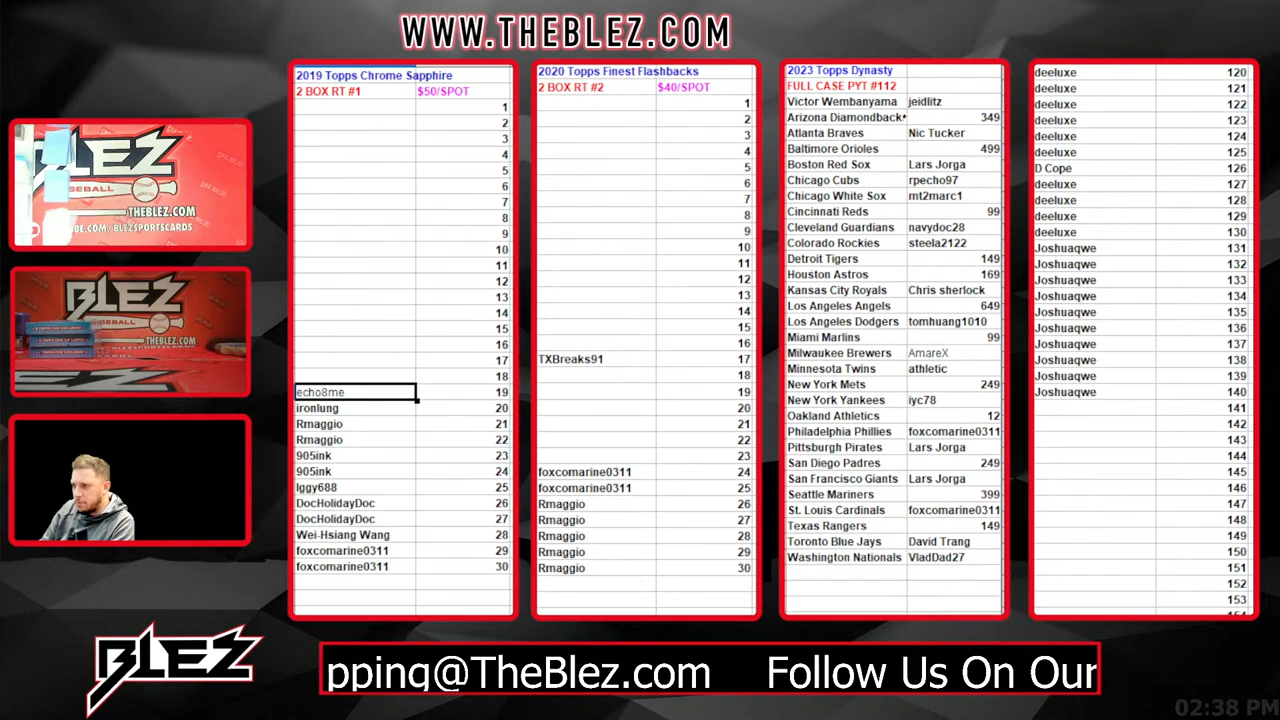 WWW.THEBLEZ.COM
BLEZ
BASEBALL
THEBLEZ.COM
BLEZ
THEBLEZ.COM
2019 Topps Chrome Sapphire
2 BOX RT #1 $50/SPOT
1
2
3
4
5
6
7
8
9
10
11
12
13
14
15
16
17
18
echo8me 19
ironlung 20
Rmaggio 21
Rmaggio 22
905ink 23
905ink 24
Iggy688 25
DocHolidayDoc 26
DocHolidayDoc 27
Wei-Hsiang Wang 28
foxcomarine0311 29
foxcomarine0311 30
2020 Topps Finest Flashbacks
2 BOX RT #2 $40/SPOT
1
2
3
4
5
6
7
8
9
10
11
12
13
14
15
16
TXBreaks91 17
18
19
20
21
22
23
foxcomarine0311 24
foxcomarine0311 25
Rmaggio 26
Rmaggio 27
Rmaggio 28
Rmaggio 29
Rmaggio 30
2023 Topps Dynasty
FULL CASE PYT #112
Victor Wembanyama jeidlitz
Arizona Diamondback 349
Atlanta Braves Nic Tucker
Baltimore Orioles 499
Boston Red Sox Lars Jorga
Chicago Cubs rpecho97
Chicago White Sox mt2marc1
Cincinnati Reds 99
Cleveland Guardians navydoc28
Colorado Rockies steela2122
Detroit Tigers 149
Houston Astros 169
Kansas City Royals Chris sherlock
Los Angeles Angels 649
Los Angeles Dodgers tomhuang1010
Miami Marlins 99
Milwaukee Brewers AmareX
Minnesota Twins athletic
New York Mets 249
New York Yankees iyc78
Oakland Athletics 12
Philadelphia Phillies foxcomarine0311
Pittsburgh Pirates Lars Jorga
San Diego Padres 249
San Francisco Giants Lars Jorga
Seattle Mariners 399
St. Louis Cardinals foxcomarine0311
Texas Rangers 149
Toronto Blue Jays David Trang
Washington Nationals VladDad27
deeluxe 120
deeluxe 121
deeluxe 122
deeluxe 123
deeluxe 124
deeluxe 125
D Cope 126
deeluxe 127
deeluxe 128
deeluxe 129
deeluxe 130
Joshuaqwe 131
Joshuaqwe 132
Joshuaqwe 133
Joshuaqwe 134
Joshuaqwe 135
Joshuaqwe 136
Joshuaqwe 137
Joshuaqwe 138
Joshuaqwe 139
Joshuaqwe 140
141
142
143
144
145
146
147
148
149
150
151
152
153
BLEZ
pping@TheBlez.com Follow Us On Our
02:38 PM